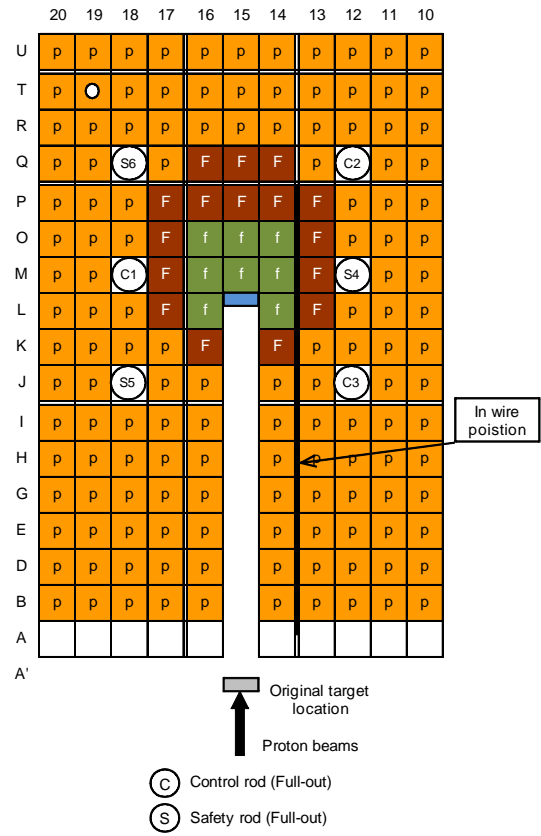 20 19 18 17 16 15 14 13 12 11 10
U p p p p p p p p p p p
T p p p p p p p p p p
R p p p p p p p p p p p
Q p p S6 p F F F p C2 p p
P p p p F F F F F p p p
O p p p F f f f F p p p
M p p C1 F f f f F S4 p p
L p p p F f f F p p p
K p p p p F F p p p p
J p p S5 p p p p C3 p p
I p p p p p p p p p p
In wire
poistion
H p p p p p p p p p p
G p p p p p p p p p p
E p p p p p p p p p p
D p p p p p p p p p p
B p p p p p p p p p p
A
A'
Original target
location
Proton beams
C Control rod (Full-out)
S Safety rod (Full-out)